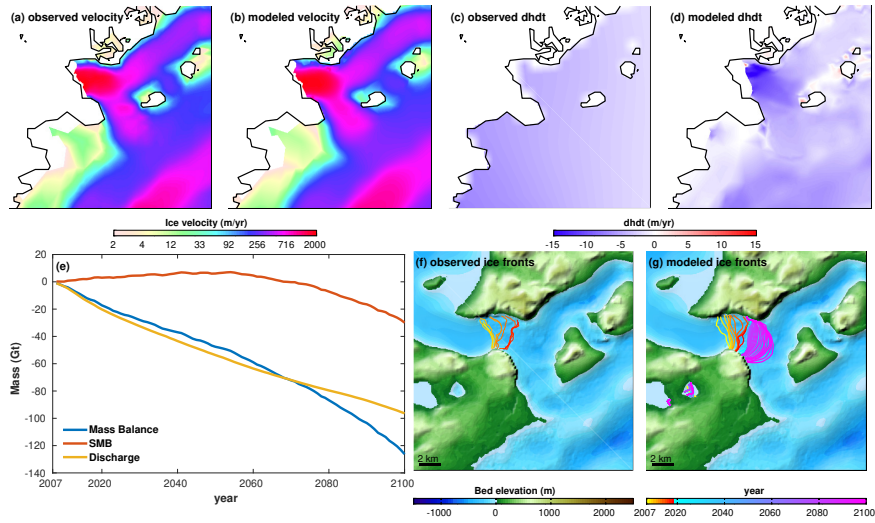 (a) observed velocity
(b) modeled velocity
(c) observed dhdt
(d) modeled dhdt
Ice velocity (m/yr)
2 4 12 33 92 256 716 2000
dhdt (m/yr)
-15 -10 -5 0 5 10 15
(e)
Mass (Gt)
20
0
-20
-40
-60
-80
-100
-120
-140
Mass Balance
SMB
Discharge
2007 2020 2040 2060 2080 2100
year
(f) observed ice fronts
2 km
(g) modeled ice fronts
2 km
Bed elevation (m)
-1000 0 1000 2000
year
2007 2020 2040 2060 2080 2100